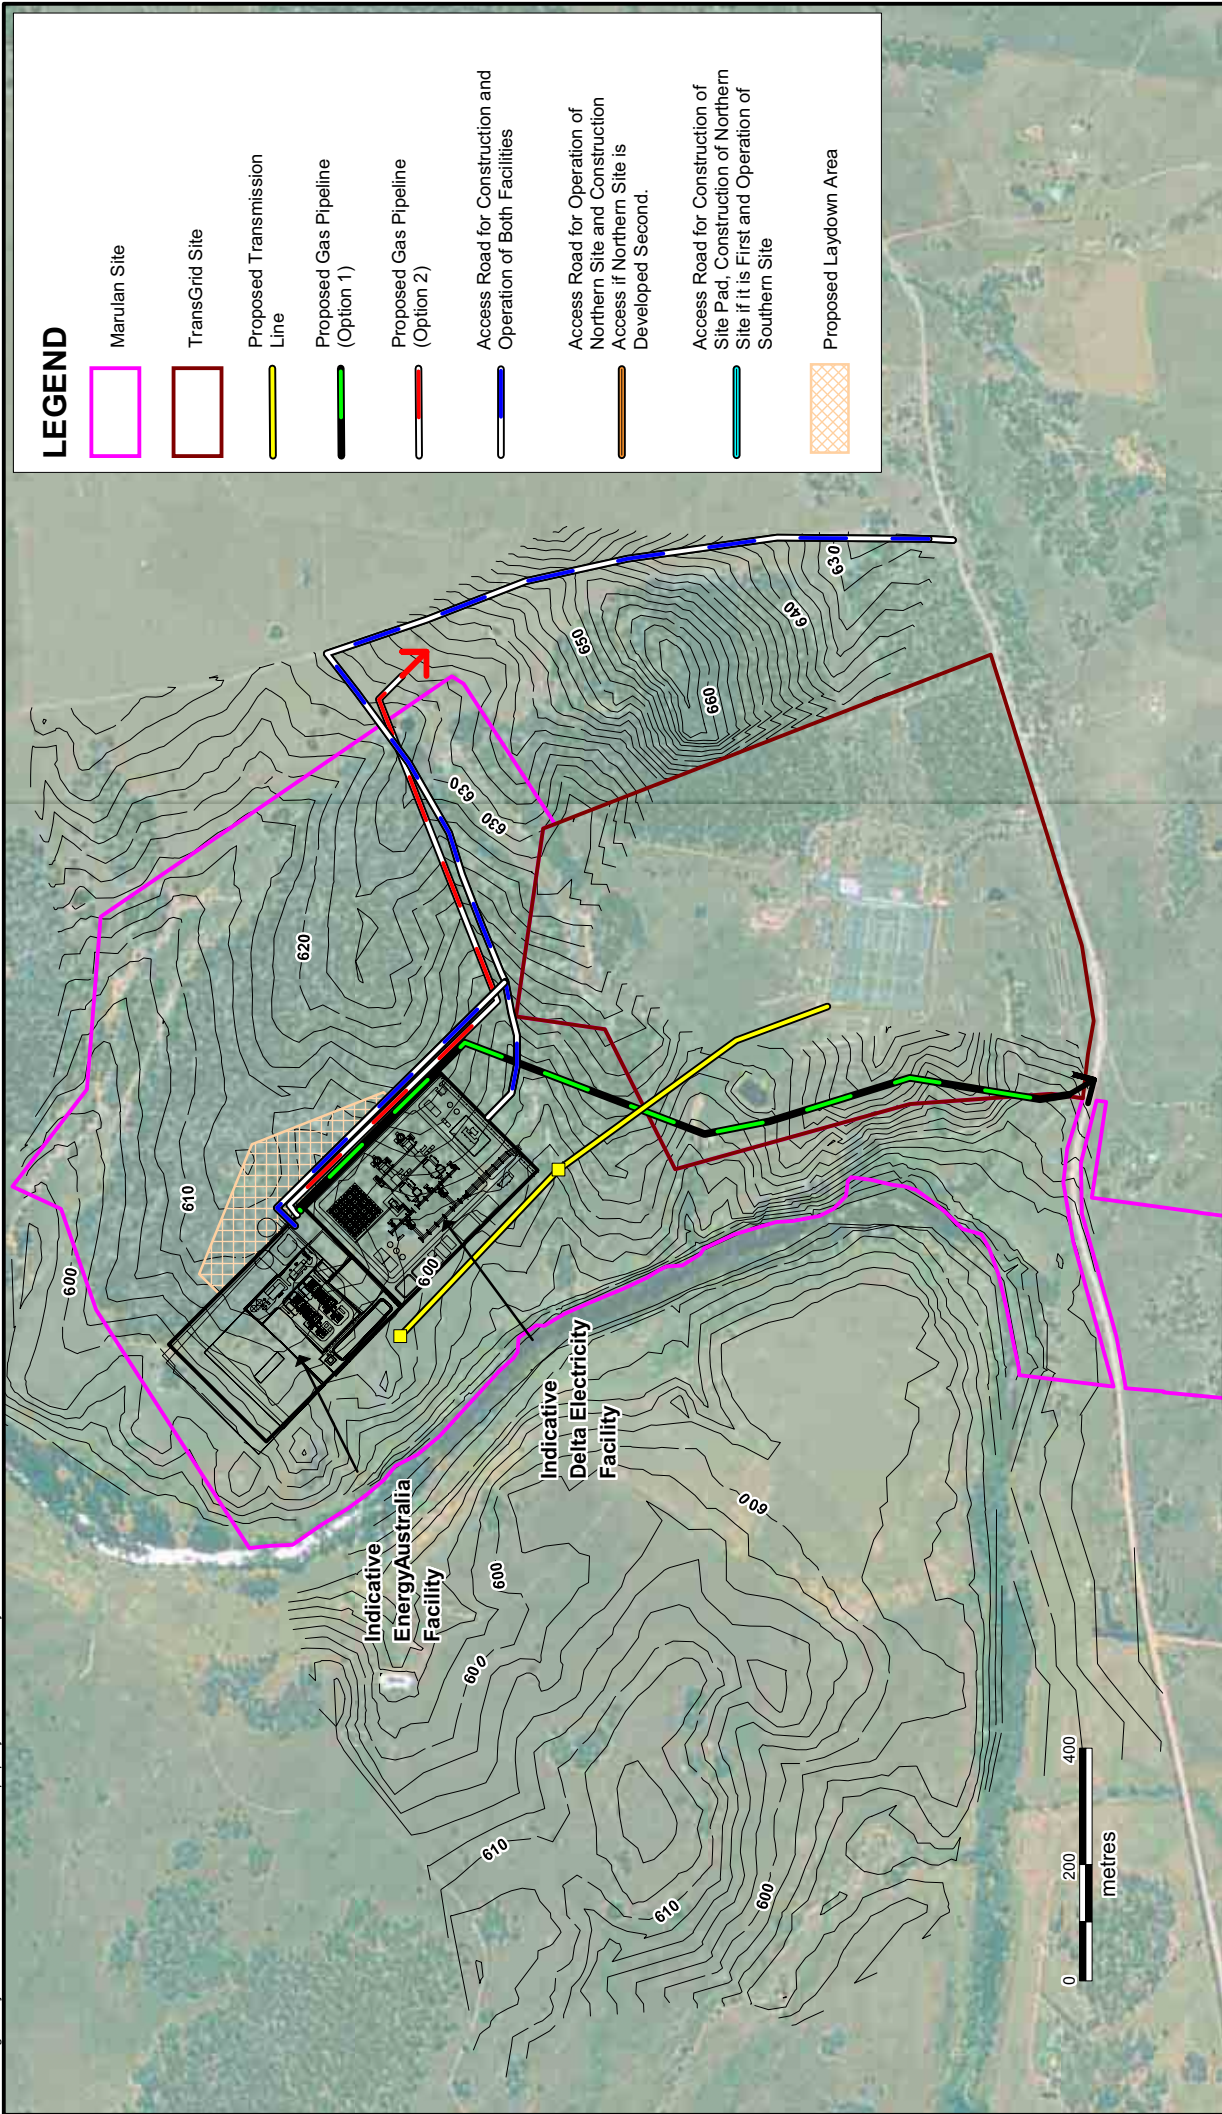 LEGEND
Marulan Site
TransGrid Site
Proposed Transmission
Line
Proposed Gas Pipeline
(Option 1)
Proposed Gas Pipeline
(Option 2)
Access Road for Construction and
Operation of Both Facilities
Access Road for Operation of
Northern Site and Construction
Access if Northern Site is
Developed Second.
Access Road for Construction of
Site Pad, Construction of Northern
Site if it is First and Operation of
Southern Site
Proposed Laydown Area
600
610
620
630
630
650
640
630
660
600
Indicative
EnergyAustralia
Facility
Indicative
Delta Electricity
Facility
600
600
600
610
610
600
0
200
400
metres